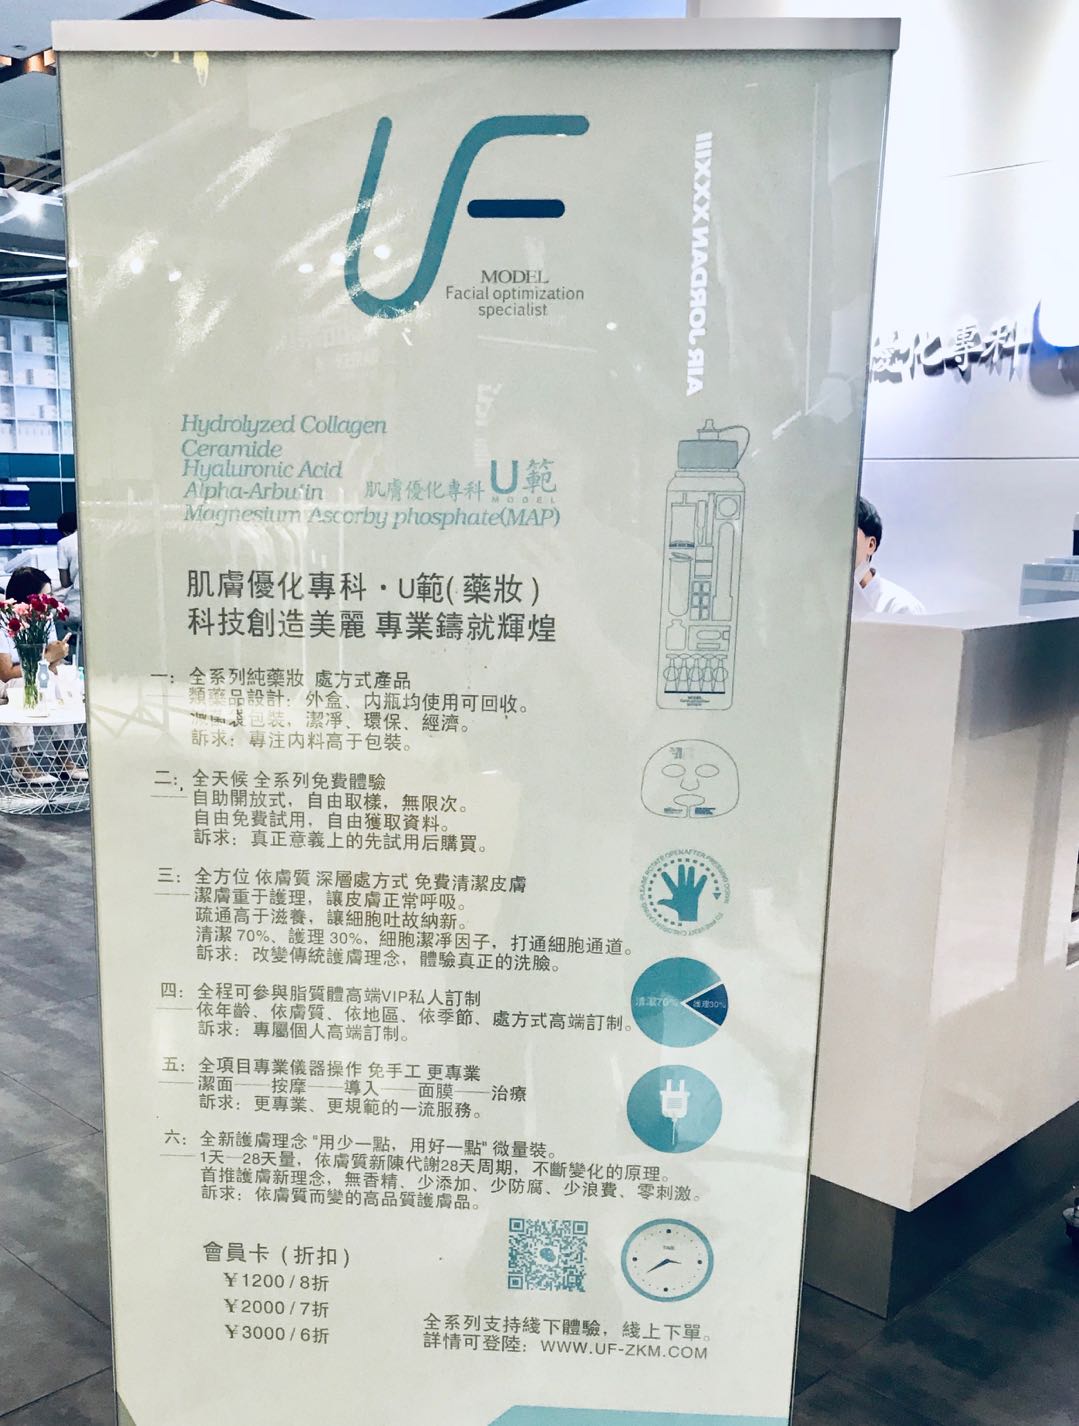 UF
MODEL
Facial optimization
specialist
AIR JORDAN XXXIII
Hydrolyzed Collagen
Ceramide
Hyaluronic Acid
Alpha-Arbutin
肌膚優化專科 U範
MODEL
Magnesium Ascorby phosphate(MAP)
肌膚優化專科·U範(藥妝)
科技創造美麗 專業鑄就輝煌
一: 全系列純藥妝 處方式產品
類藥品設計: 外盒、内瓶均使用可回收。
滅菌袋包裝、潔凈、環保、經濟。
訴求: 專注内料高于包裝。
二: 全天候 全系列免費體驗
自助開放式, 自由取樣, 無限次。
自由免費試用, 自由獲取資料。
訴求: 真正意義上的先試用后購買。
三: 全方位 依膚質 深層處方式 免費清潔皮膚
潔膚重于護理, 讓皮膚正常呼吸。
疏通高于滋養, 讓細胞吐故納新。
清潔 70%、護理 30%, 細胞潔凈因子, 打通細胞通道。
訴求: 改變傳統護膚理念, 體驗真正的洗臉。
四: 全程可參與脂質體高端VIP私人訂制
依年齡、依膚質、依地區、依季節、處方式高端訂制。
訴求: 專屬個人高端訂制。
五: 全項目專業儀器操作 免手工 更專業
潔面——按摩——導入——面膜——治療
訴求: 更專業、更規範的一流服務。
六: 全新護膚理念 "用少一點, 用好一點" 微量裝。
1天—28天量, 依膚質新陳代謝28天周期, 不斷變化的原理。
首推護膚新理念, 無香精、少添加、少防腐、少浪費、零刺激。
訴求: 依膚質而變的高品質護膚品。
清潔70%
護理30%
TIME
會員卡 (折扣)
¥1200/8折
¥2000/7折
¥3000/6折
全系列支持綫下體驗, 綫上下單。
詳情可登陸: WWW.UF-ZKM.COM
優化專科